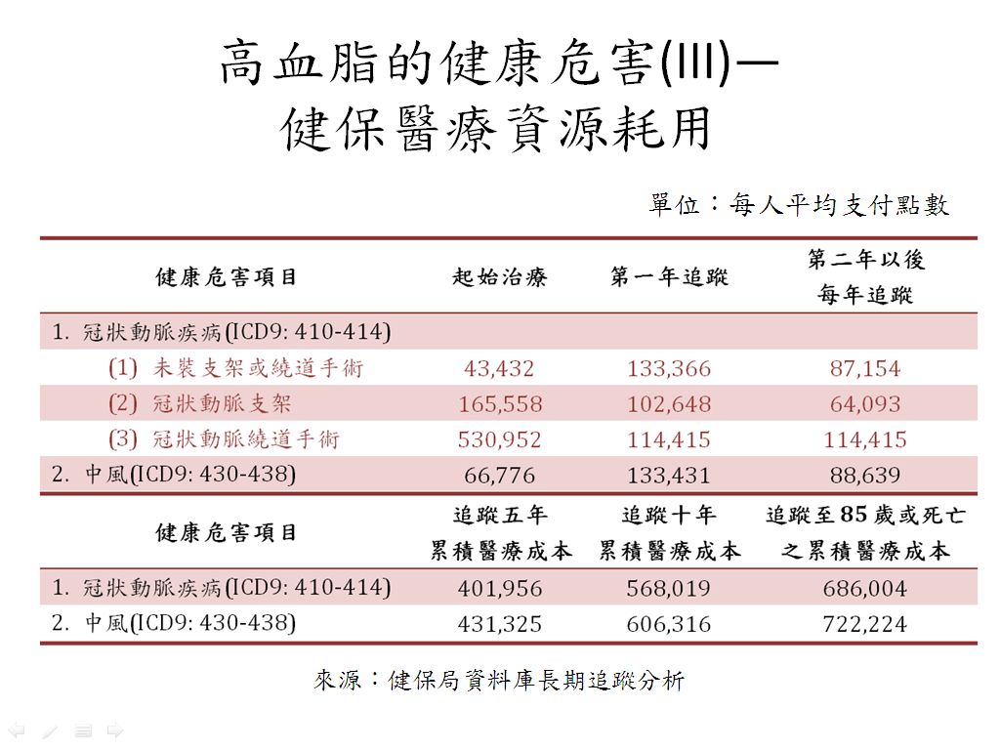 高血脂的健康危害(III)—
健保醫療資源耗用
單位：每人平均支付點數
健康危害項目 起始治療 第一年追蹤 第二年以後每年追蹤
1. 冠狀動脈疾病(ICD9: 410-414)
(1) 未裝支架或繞道手術 43,432 133,366 87,154
(2) 冠狀動脈支架 165,558 102,648 64,093
(3) 冠狀動脈繞道手術 530,952 114,415 114,415
2. 中風(ICD9: 430-438) 66,776 133,431 88,639
健康危害項目 追蹤五年累積醫療成本 追蹤十年累積醫療成本 追蹤至 85 歲或死亡之累積醫療成本
1. 冠狀動脈疾病(ICD9: 410-414) 401,956 568,019 686,004
2. 中風(ICD9: 430-438) 431,325 606,316 722,224
來源：健保局資料庫長期追蹤分析